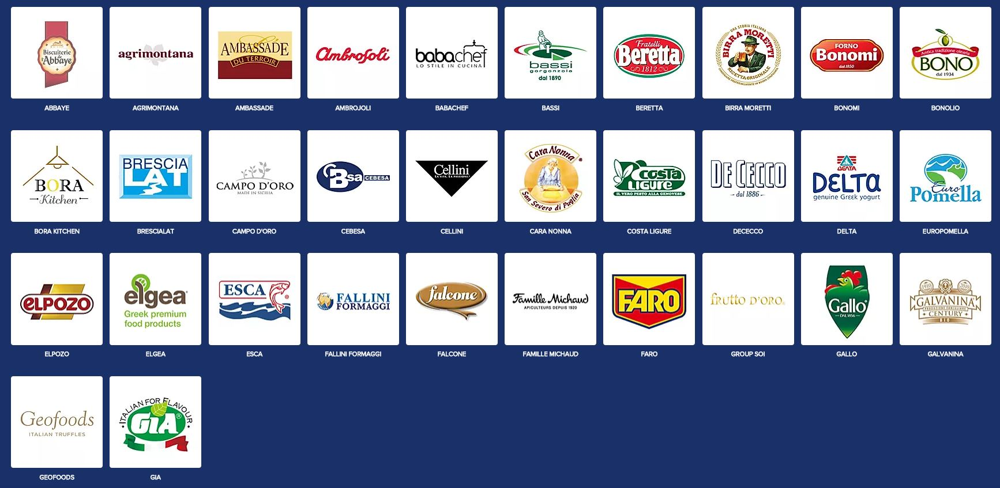 Biscuiterie
de
l'Abbaye
agrimontana
AMBASSADE
DU TERROIR
Ambrosoli
babachef
LO STILE IN CUCINA
bassi
gorgonzola
dal 1890
Fratelli
Beretta
1812
UNA STORIA ITALIANA
BIRRA MORETTI
RICETTA ORIGINALE
FORNO
Bonomi
dal 1850
Antica tradizione olearia
BONO
dal 1934
ABBAYE
AGRIMONTANA
AMBASSADE
AMBROJOLI
BABACHEF
BASSI
BERETTA
BIRRA MORETTI
BONOMI
BONOLIO
BORA
Kitchen
BRESCIA
LAT
CAMPO D'ORO
MADE IN SICILIA
CBsa CEBESA
Cellini
LA VITA. LA PASSIONE.
Cara Nonna®
San Severo di Puglia
Costa
LIGURE
IL VERO PESTO ALLA GENOVESE
DE CECCO
dal 1886
ΔΕΛΤΑ
DELTA
genuine Greek yogurt
Euro
Pomella
BORA KITCHEN
BRESCIALAT
CAMPO D'ORO
CEBESA
CELLINI
CARA NONNA
COSTA LIGURE
DECECCO
DELTA
EUROPOMELLA
ELPOZO
elgea
Greek premium
food products
ESCA®
FALLINI
FORMAGGI
falcone
Famille Michaud
APICULTEURS DEPUIS 1920
FARO
frutto D'ORO
Gallo
DAL 1856
1910 2010
GALVANINA
CENTURY
BIO
ELPOZO
ELGEA
ESCA
FALLINI FORMAGGI
FALCONE
FAMILLE MICHAUD
FARO
GROUP SOI
GALLO
GALVANINA
Geofoods
ITALIAN TRUFFLES
ITALIAN FOR FLAVOUR
GIA®
GEOFOODS
GIA